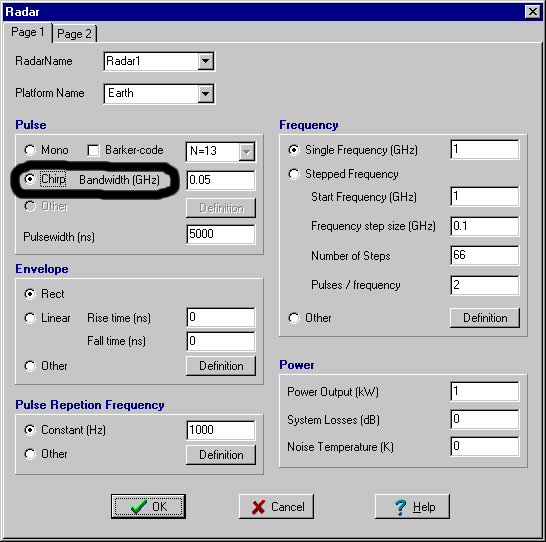 Radar
Page 1 Page 2
RadarName Radar1
Platform Name Earth
Pulse
Mono Barker-code N=13
Chirp Bandwidth (GHz) 0.05
Other Definition
Pulsewidth (ns) 5000
Envelope
Rect
Linear Rise time (ns) 0
Fall time (ns) 0
Other Definition
Pulse Repetion Frequency
Constant (Hz) 1000
Other Definition
Frequency
Single Frequency (GHz) 1
Stepped Frequency
Start Frequency (GHz) 1
Frequency step size (GHz) 0.1
Number of Steps 66
Pulses / frequency 2
Other Definition
Power
Power Output (kW) 1
System Losses (dB) 0
Noise Temperature (K) 0
OK Cancel ? Help